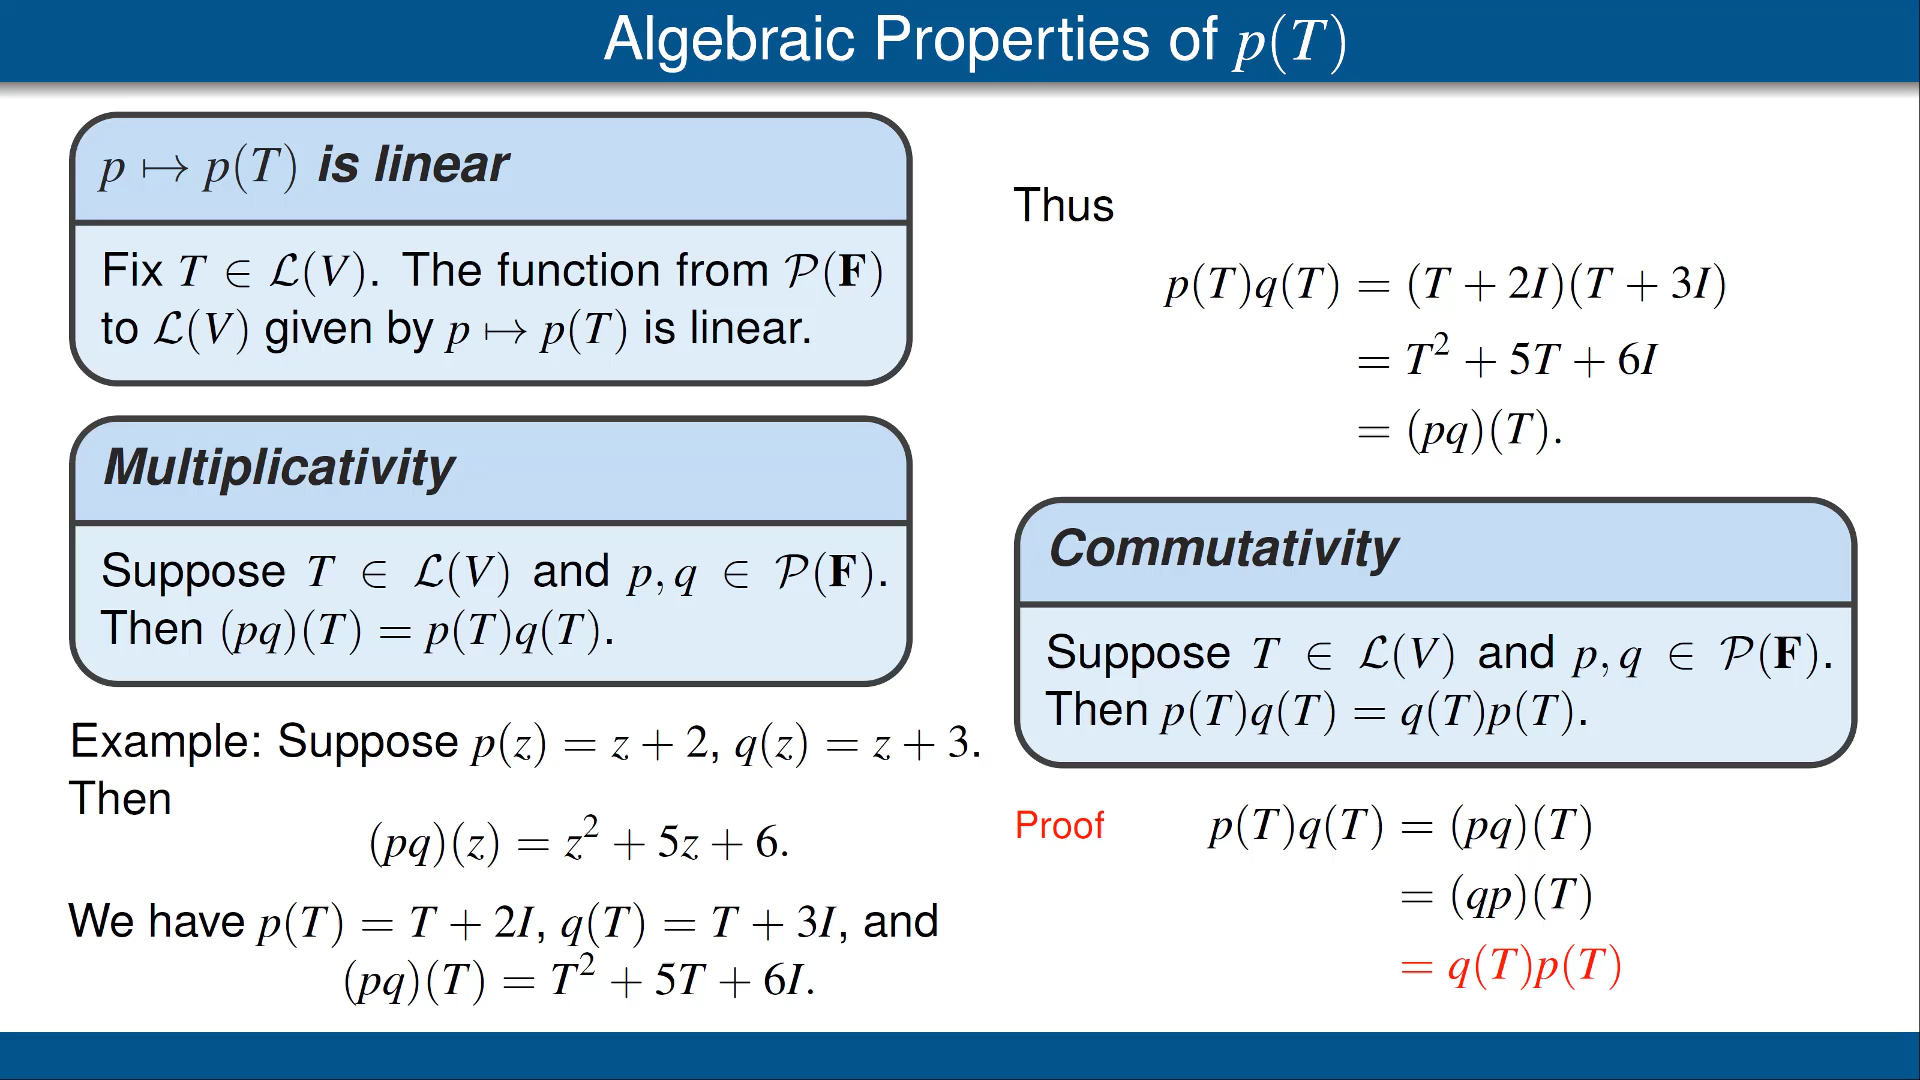 Algebraic Properties of p(T)
p ↦ p(T) is linear
Fix T ∈ ℒ(V). The function from 𝒫(𝐅)
to ℒ(V) given by p ↦ p(T) is linear.
Multiplicativity
Suppose T ∈ ℒ(V) and p, q ∈ 𝒫(𝐅).
Then (pq)(T) = p(T)q(T).
Example: Suppose p(z) = z + 2, q(z) = z + 3.
Then
(pq)(z) = z² + 5z + 6.
We have p(T) = T + 2I, q(T) = T + 3I, and
(pq)(T) = T² + 5T + 6I.
Thus
p(T)q(T) = (T + 2I)(T + 3I)
= T² + 5T + 6I
= (pq)(T).
Commutativity
Suppose T ∈ ℒ(V) and p, q ∈ 𝒫(𝐅).
Then p(T)q(T) = q(T)p(T).
Proof p(T)q(T) = (pq)(T)
= (qp)(T)
= q(T)p(T)